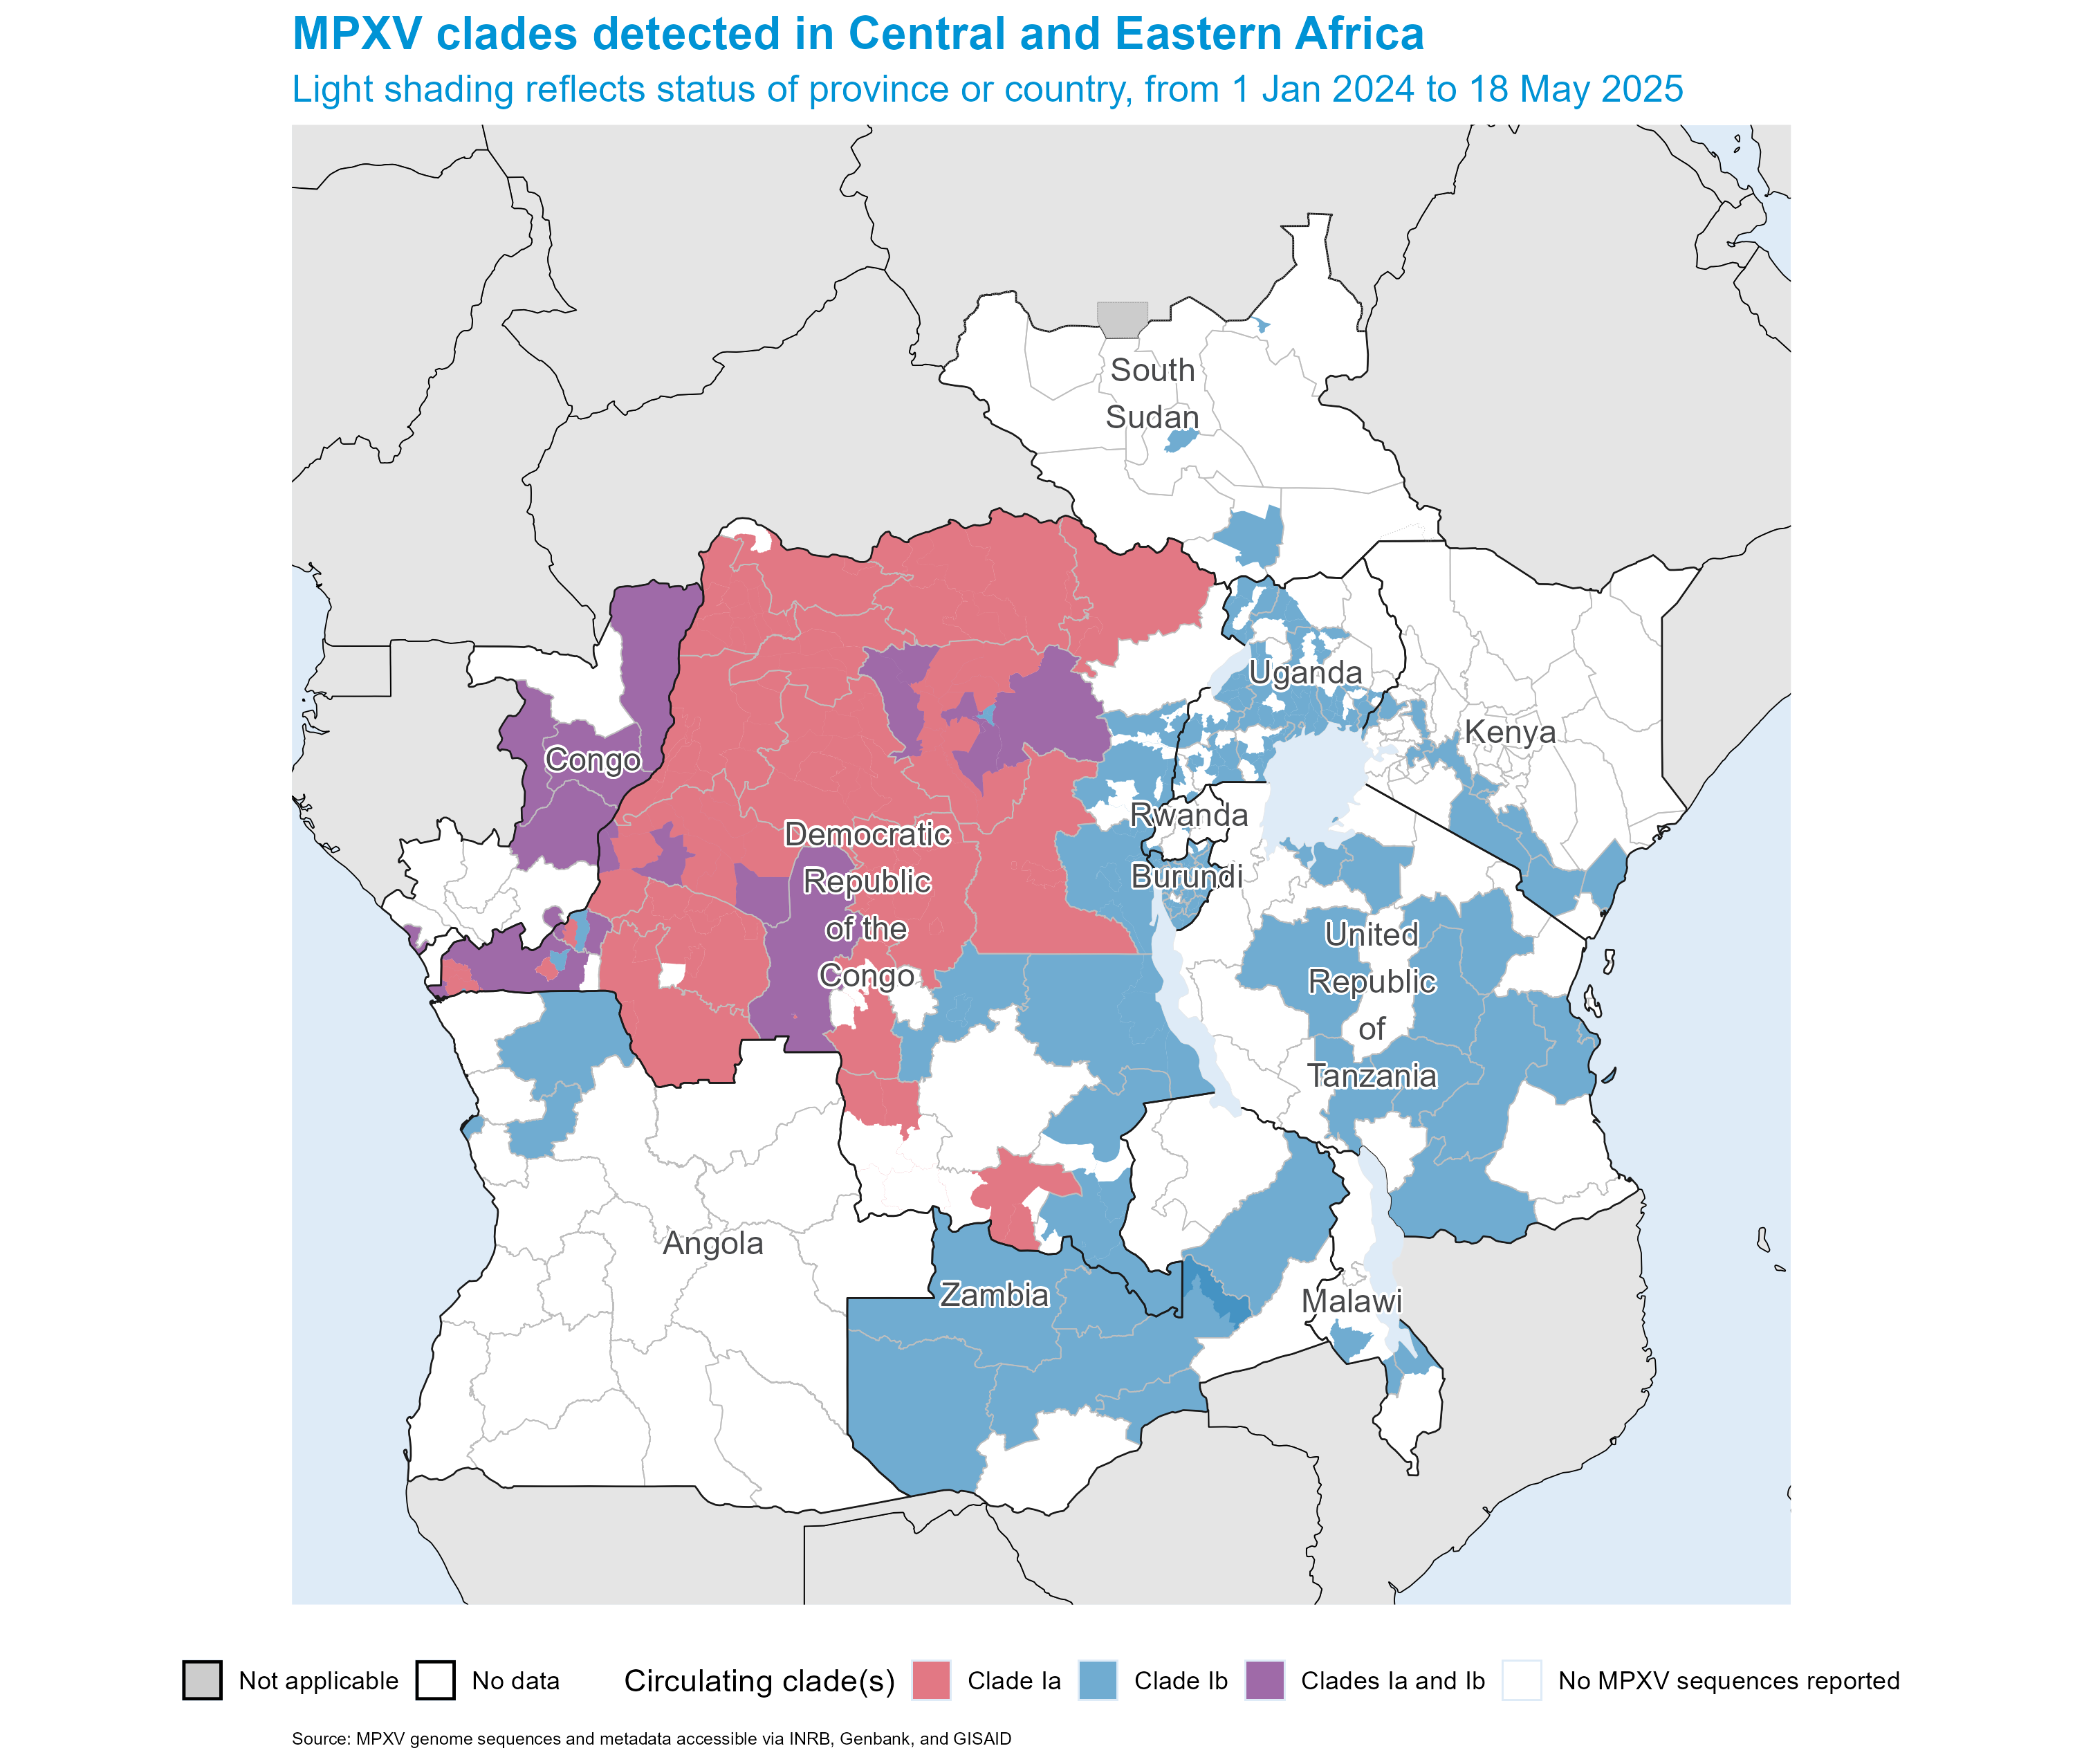 MPXV clades detected in Central and Eastern Africa
Light shading reflects status of province or country, from 1 Jan 2024 to 18 May 2025
South
Sudan
Uganda
Kenya
Congo
Rwanda
Democratic
Republic
of the
Congo
Burundi
United
Republic
of
Tanzania
Angola
Zambia
Malawi
Not applicable
No data
Circulating clade(s)
Clade Ia
Clade Ib
Clades Ia and Ib
No MPXV sequences reported
Source: MPXV genome sequences and metadata accessible via INRB, Genbank, and GISAID